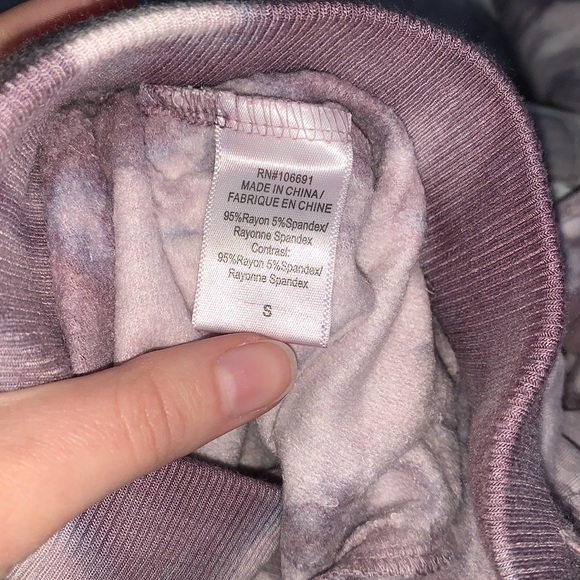 RN#106691
MADE IN CHINA/
FABRIQUE EN CHINE
95%Rayon 5%Spandex/
Rayonne Spandex
Contrast:
95%Rayon 5%Spandex/
Rayonne Spandex
S